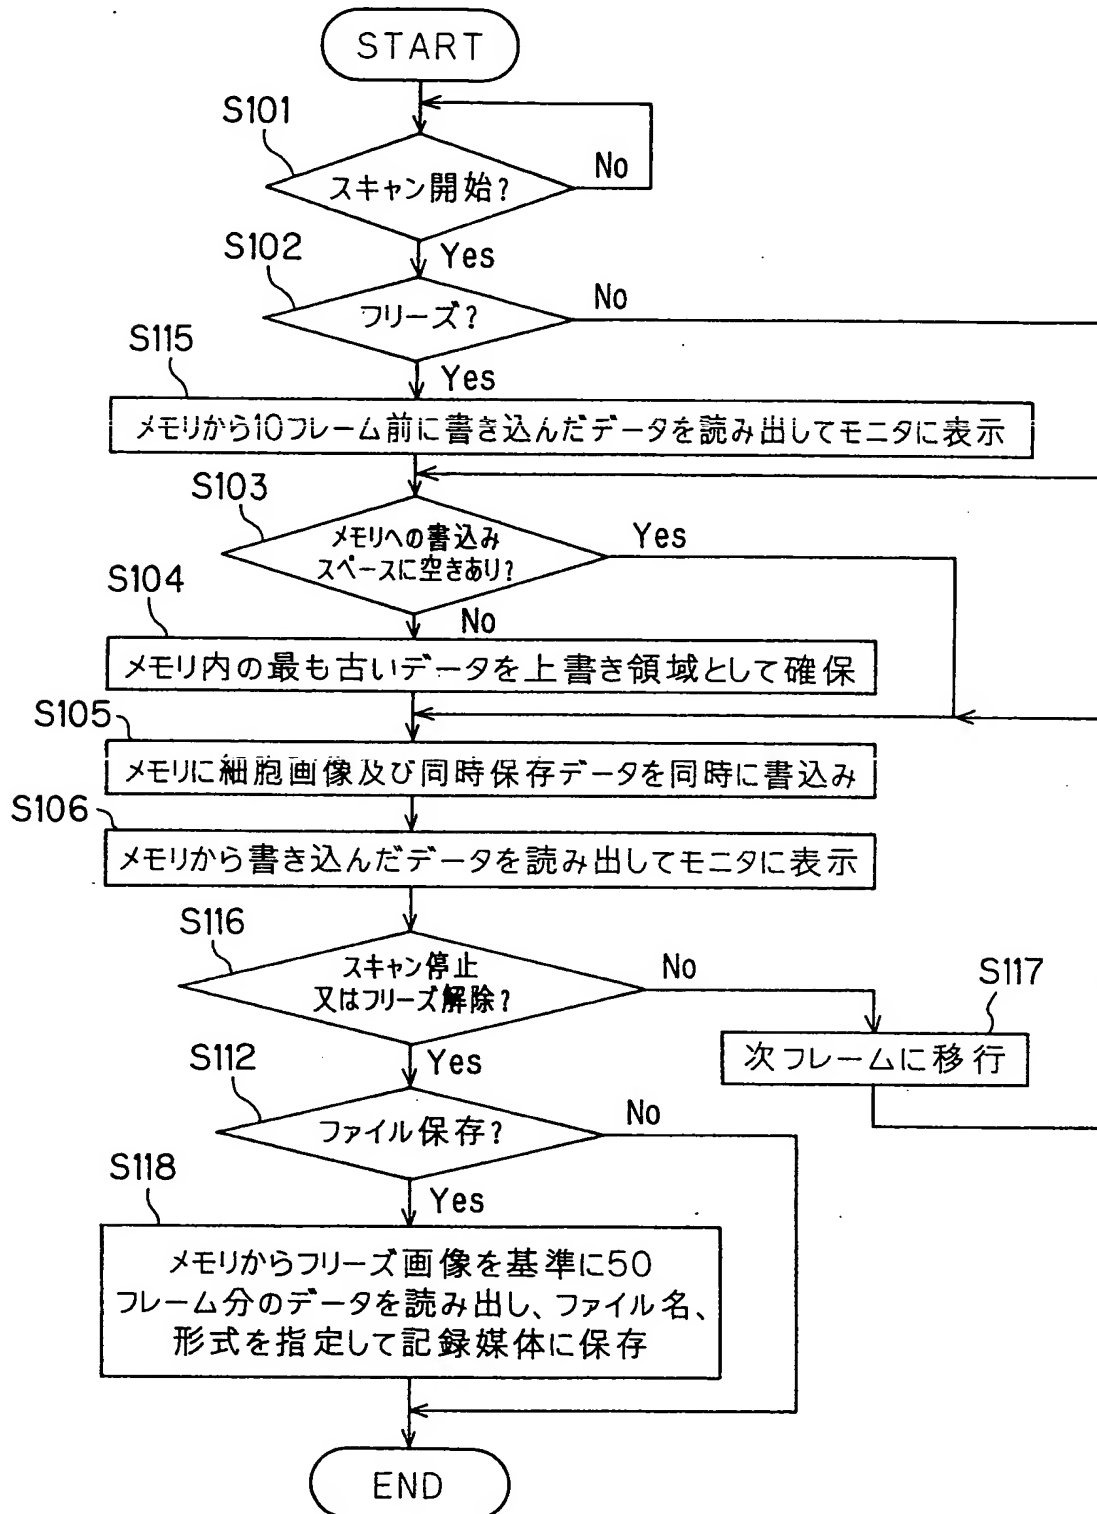 START
S101
スキャン開始?
No
Yes
S102
フリーズ?
No
Yes
S115
メモリから10フレーム前に書き込んだデータを読み出してモニタに表示
S103
メモリへの書込み
スペースに空きあり?
Yes
No
S104
メモリ内の最も古いデータを上書き領域として確保
S105
メモリに細胞画像及び同時保存データを同時に書込み
S106
メモリから書き込んだデータを読み出してモニタに表示
S116
スキャン停止
又はフリーズ解除?
No
Yes
S117
次フレームに移行
S112
ファイル保存?
No
Yes
S118
メモリからフリーズ画像を基準に50
フレーム分のデータを読み出し、ファイル名、
形式を指定して記録媒体に保存
END